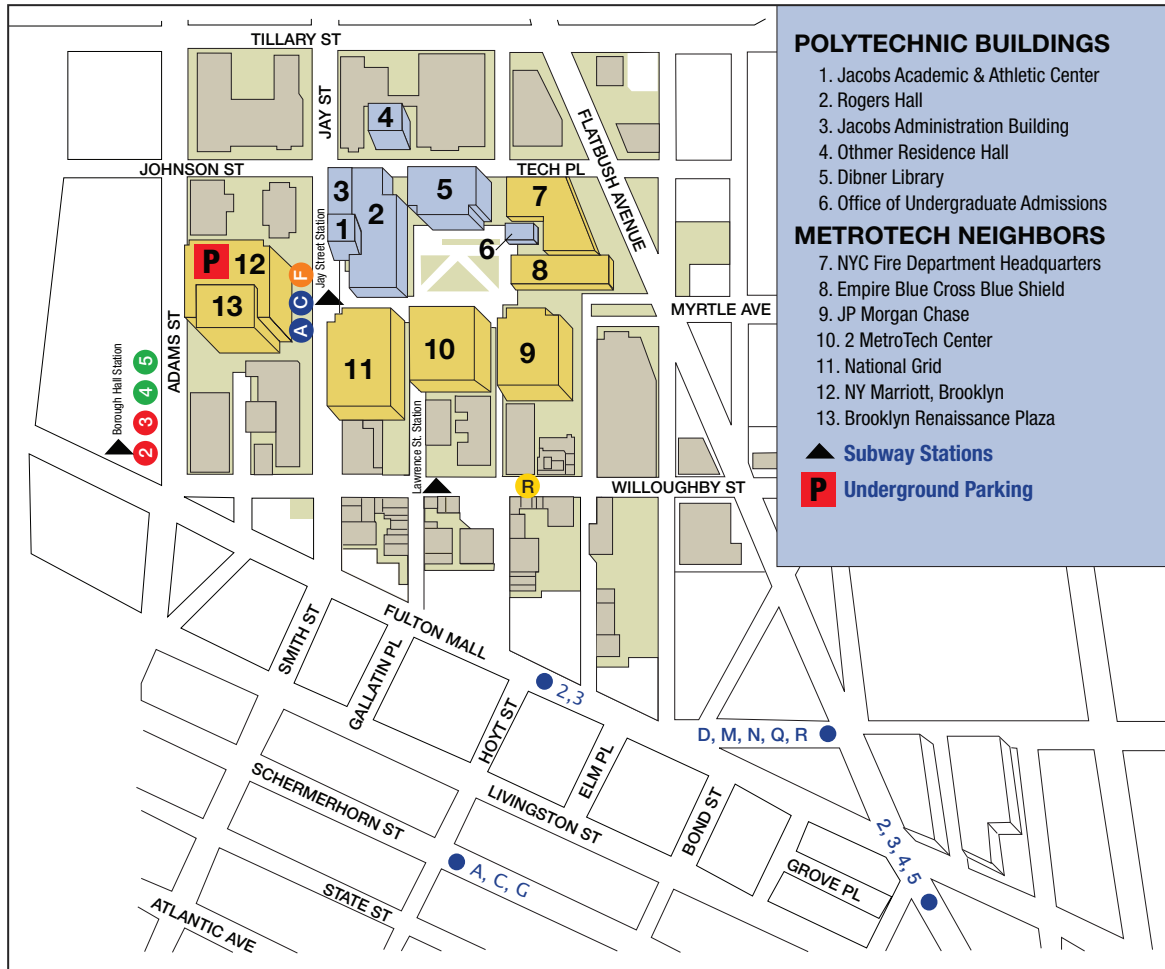 TILLARY ST
JAY ST
FLATBUSH AVENUE
4
JOHNSON ST
TECH PL
3
5
7
2
1
6
8
Jay Street Station
P
12
13
F
C
A
MYRTLE AVE
ADAMS ST
11
10
9
Borough Hall Station
5
4
3
2
Lawrence St. Station
R
WILLOUGHBY ST
FULTON MALL
SMITH ST
GALLATIN PL
HOYT ST
2,3
ELM PL
D, M, N, Q, R
BOND ST
SCHERMERHORN ST
LIVINGSTON ST
2, 3, 4, 5
GROVE PL
A, C, G
STATE ST
ATLANTIC AVE
POLYTECHNIC BUILDINGS
1. Jacobs Academic & Athletic Center
2. Rogers Hall
3. Jacobs Administration Building
4. Othmer Residence Hall
5. Dibner Library
6. Office of Undergraduate Admissions
METROTECH NEIGHBORS
7. NYC Fire Department Headquarters
8. Empire Blue Cross Blue Shield
9. JP Morgan Chase
10. 2 MetroTech Center
11. National Grid
12. NY Marriott, Brooklyn
13. Brooklyn Renaissance Plaza
Subway Stations
P Underground Parking